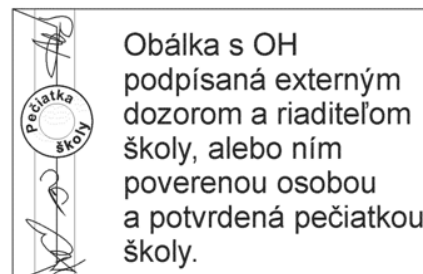 Pečiatka
školy
Obálka s OH
podpísaná externým
dozorom a riaditeľom
školy, alebo ním
poverenou osobou
a potvrdená pečiatkou
školy.